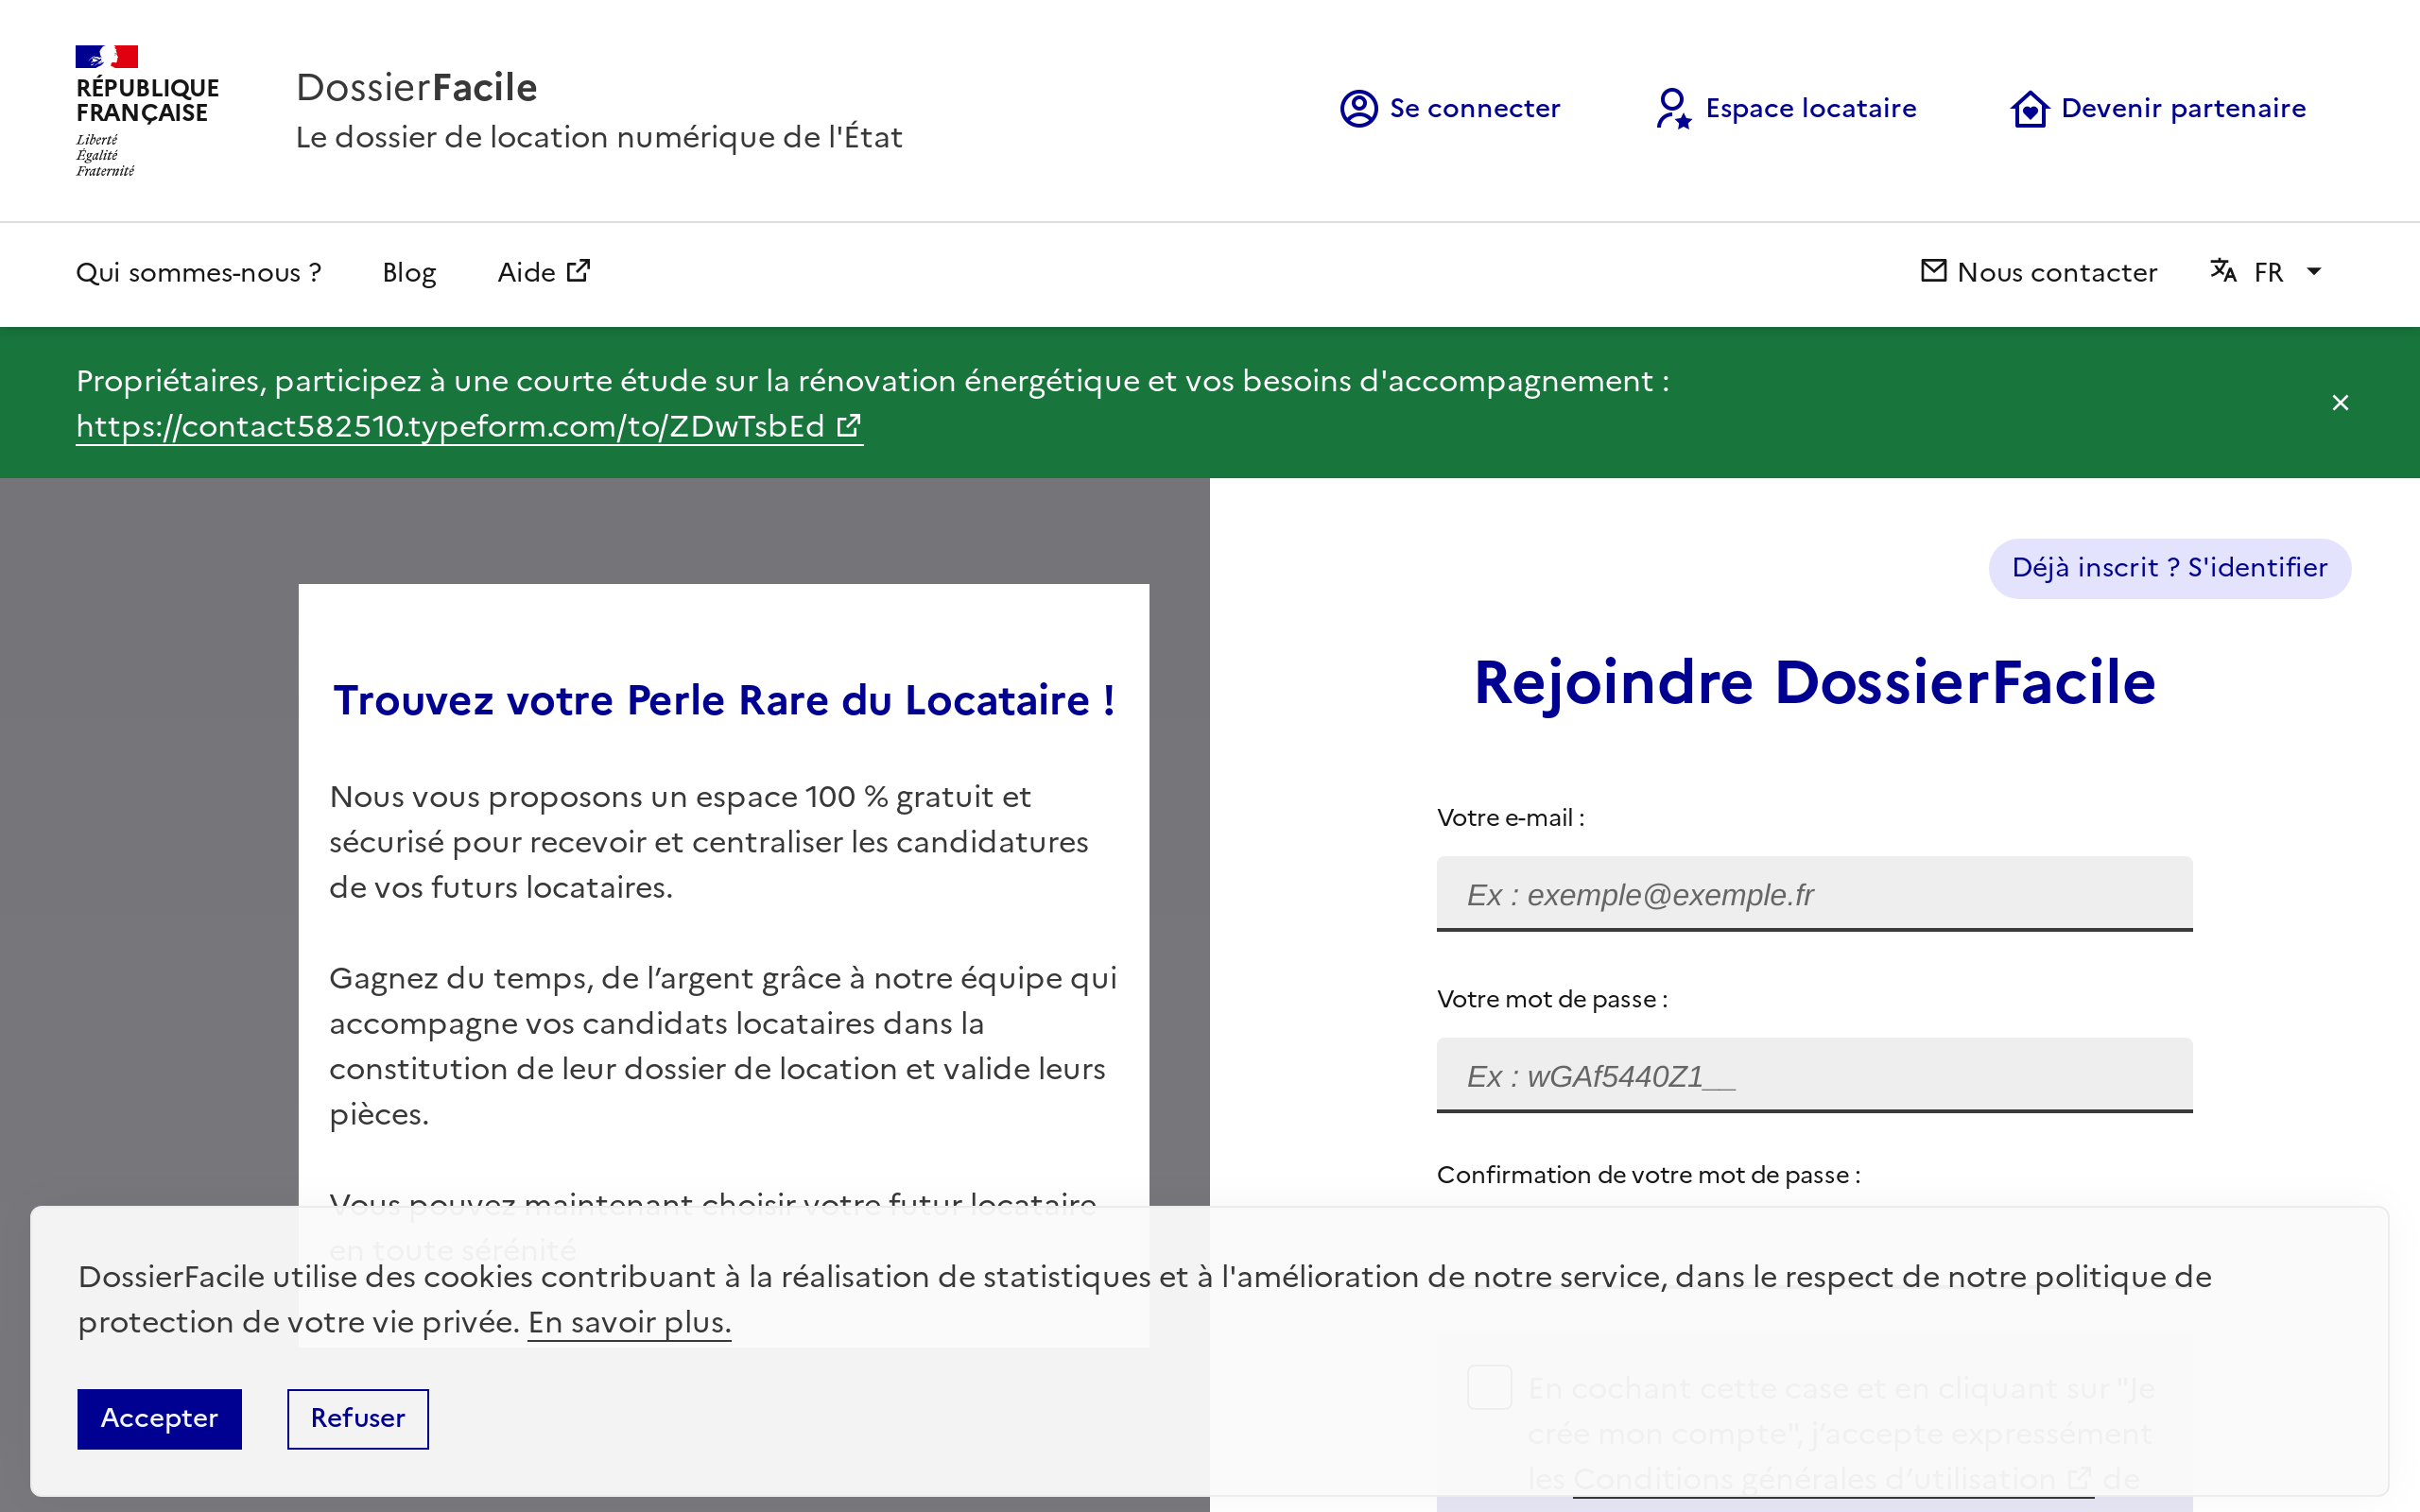 RÉPUBLIQUE
FRANÇAISE
Liberté
Égalité
Fraternité
DossierFacile
Le dossier de location numérique de l'État
Se connecter
Espace locataire
Devenir partenaire
Qui sommes-nous ?
Blog
Aide
Nous contacter
FR
Propriétaires, participez à une courte étude sur la rénovation énergétique et vos besoins d'accompagnement :
https://contact582510.typeform.com/to/ZDwTsbEd
Trouvez votre Perle Rare du Locataire !
Nous vous proposons un espace 100 % gratuit et
sécurisé pour recevoir et centraliser les candidatures
de vos futurs locataires.
Gagnez du temps, de l’argent grâce à notre équipe qui
accompagne vos candidats locataires dans la
constitution de leur dossier de location et valide leurs
pièces.
Vous pouvez maintenant choisir votre futur locataire
en toute sérénité
Déjà inscrit ? S'identifier
Rejoindre DossierFacile
Votre e-mail :
Ex : exemple@exemple.fr
Votre mot de passe :
Ex : wGAf5440Z1__
Confirmation de votre mot de passe :
En cochant cette case et en cliquant sur "Je
crée mon compte", j’accepte expressément
les Conditions générales d’utilisation de
DossierFacile utilise des cookies contribuant à la réalisation de statistiques et à l'amélioration de notre service, dans le respect de notre politique de
protection de votre vie privée. En savoir plus.
Accepter
Refuser